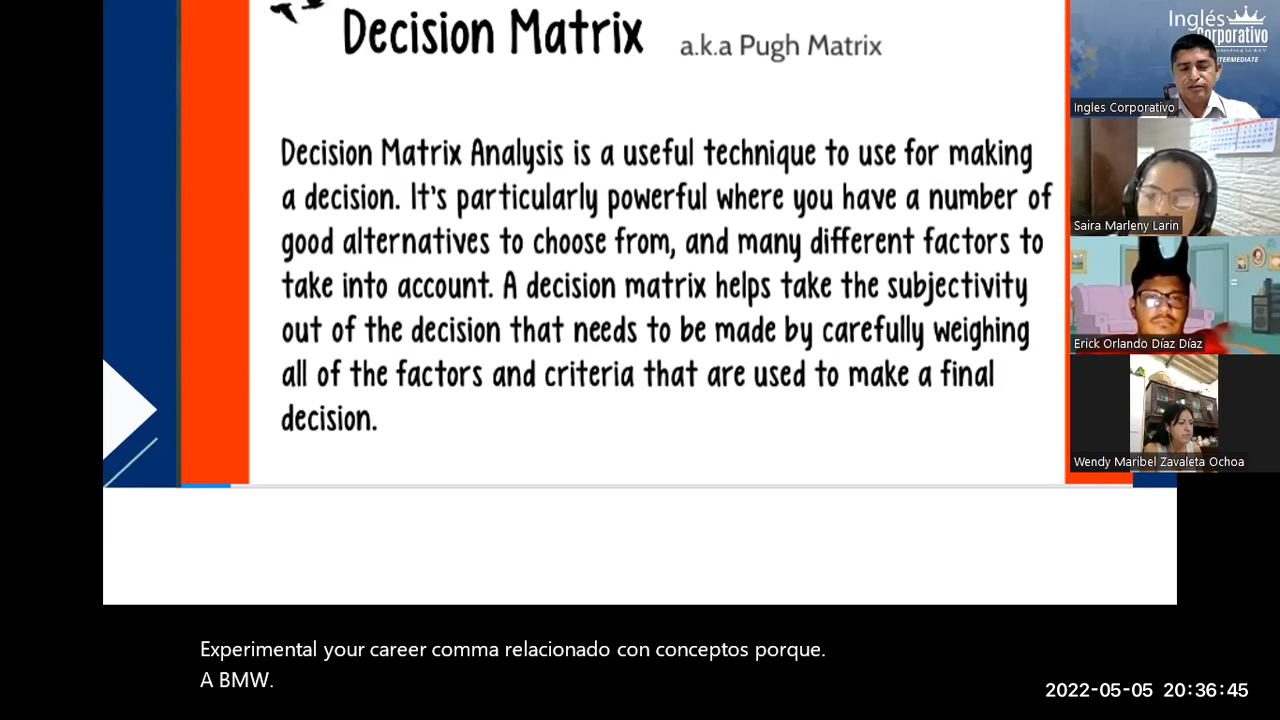 Decision Matrix a.k.a Pugh Matrix
Decision Matrix Analysis is a useful technique to use for making
a decision. It's particularly powerful where you have a number of
good alternatives to choose from, and many different factors to
take into account. A decision matrix helps take the subjectivity
out of the decision that needs to be made by carefully weighing
all of the factors and criteria that are used to make a final
decision.
Inglés
Corporativo
Ingles Corporativo
Saira Marleny Larin
Erick Orlando Díaz Díaz
Wendy Maribel Zavaleta Ochoa
Experimental your career comma relacionado con conceptos porque.
A BMW.
2022-05-05 20:36:45